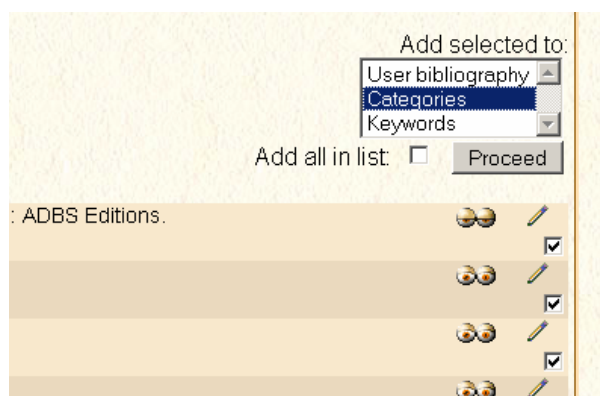 Add selected to:
User bibliography
Categories
Keywords
Add all in list:
Proceed
: ADBS Editions.